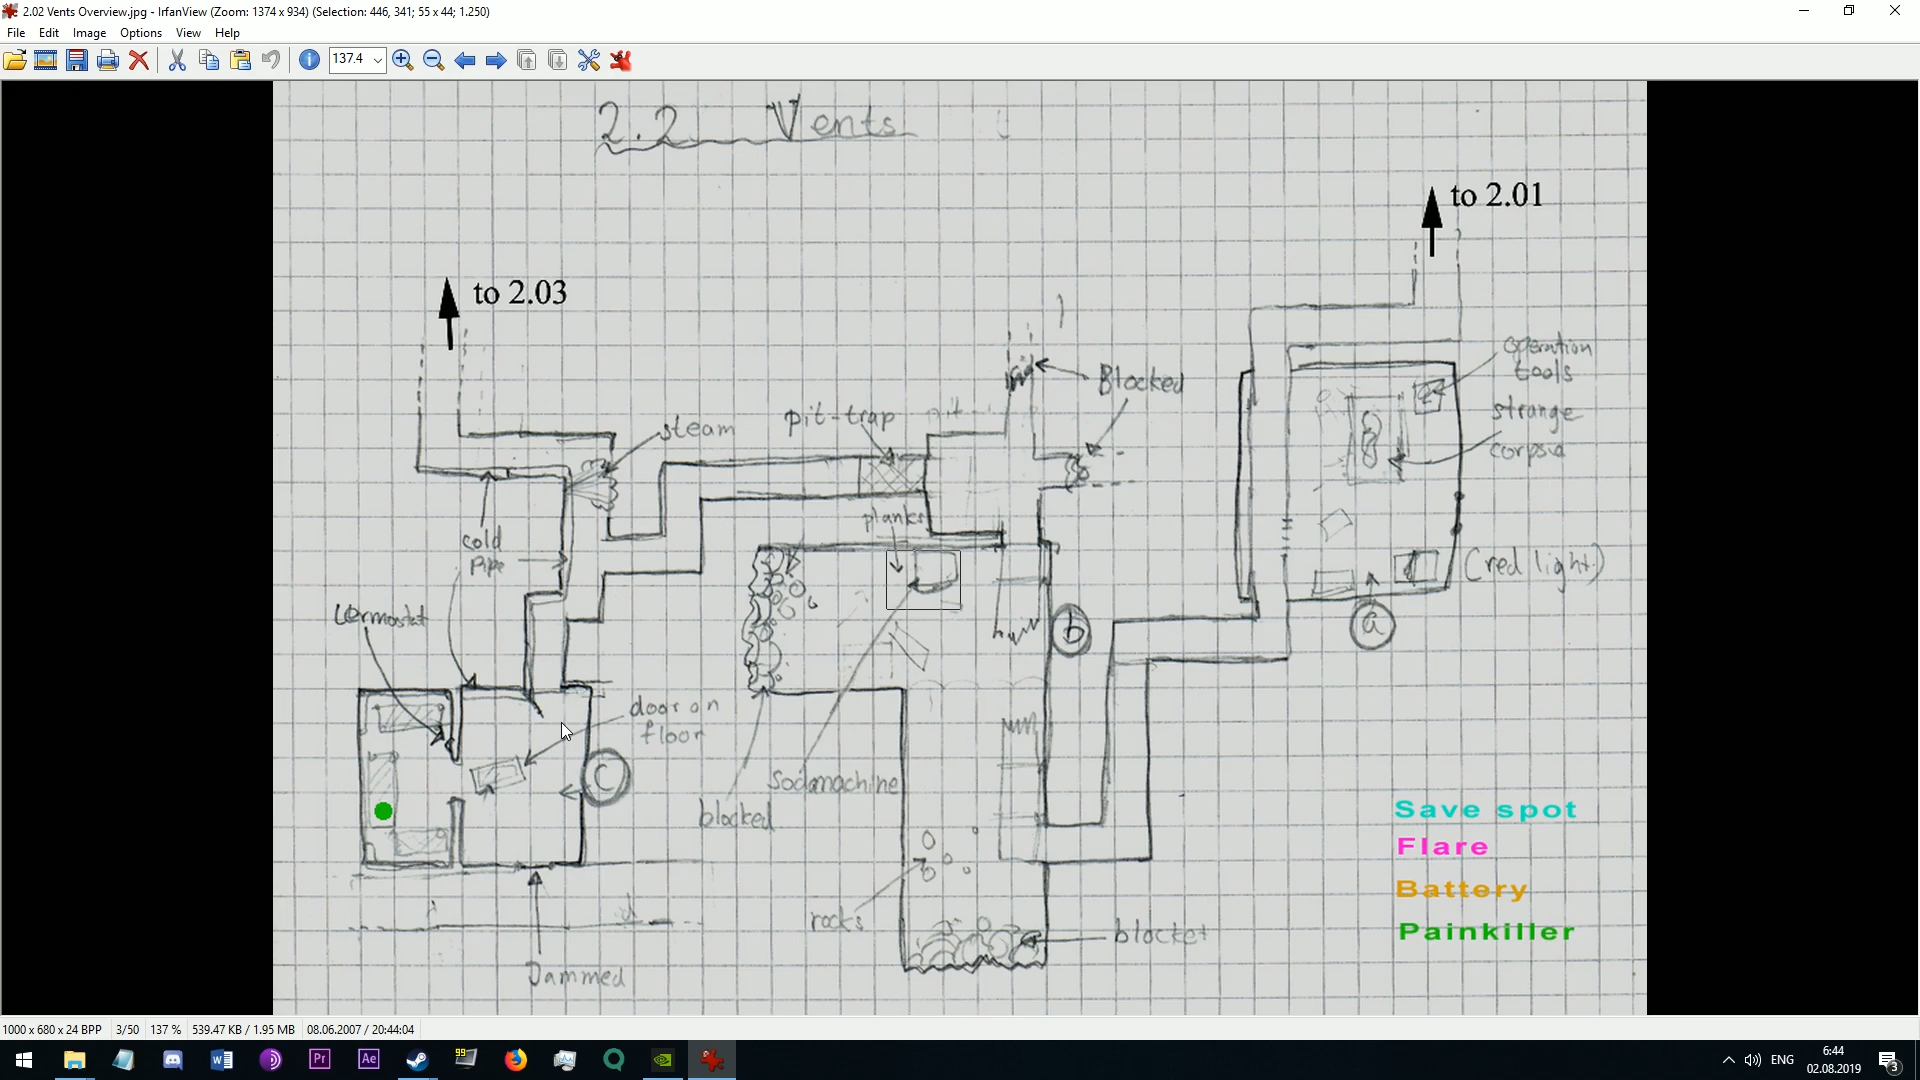 2.02 Vents Overview.jpg - IrfanView (Zoom: 1374 x 934) (Selection: 446, 341; 55 x 44; 1.250)
File Edit Image Options View Help
137.4
2.2 Vents
to 2.01
to 2.03
operation
tools
Blocked
strange
pit-trap
steam
planks
cold
pipe
(red light)
b
a
door on
floor
C
Sodamachine
blocked
Save spot
Flare
Battery
Painkiller
rocks
blocket
Jammed
1000 x 680 x 24 BPP 3/50 137 % 539.47 KB / 1.95 MB 08.06.2007 / 20:44:04
99
Pr
Ae
ENG
6:44
02.08.2019
3